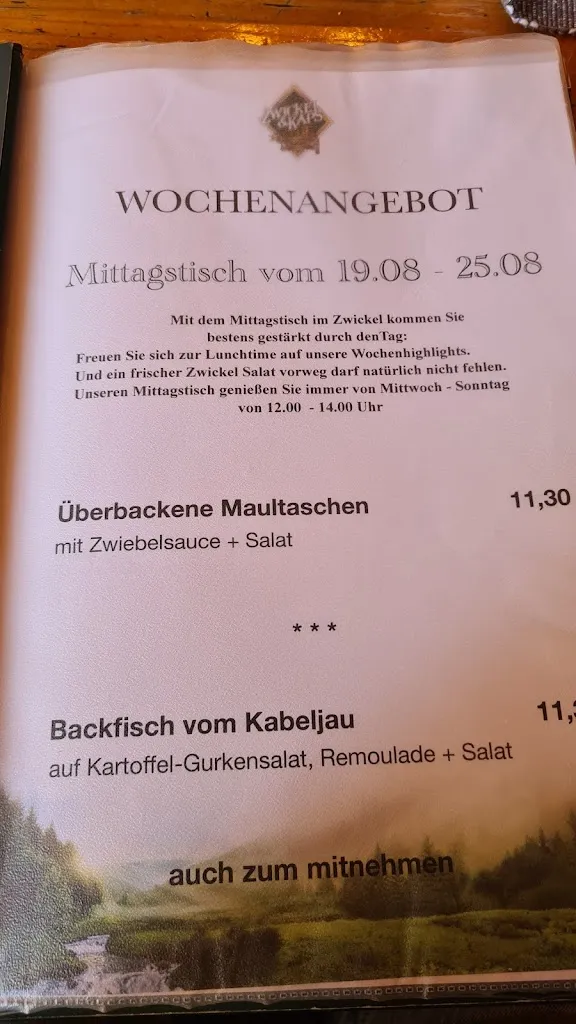 ZWICKEL
& KAPS
WOCHENANGEBOT
Mittagstisch vom 19.08 - 25.08
Mit dem Mittagstisch im Zwickel kommen Sie
bestens gestärkt durch denTag:
Freuen Sie sich zur Lunchtime auf unsere Wochenhighlights.
Und ein frischer Zwickel Salat vorweg darf natürlich nicht fehlen.
Unseren Mittagstisch genießen Sie immer von Mittwoch - Sonntag
von 12.00 - 14.00 Uhr
Überbackene Maultaschen 11,30
mit Zwiebelsauce + Salat
* * *
Backfisch vom Kabeljau 11,
auf Kartoffel-Gurkensalat, Remoulade + Salat
auch zum mitnehmen